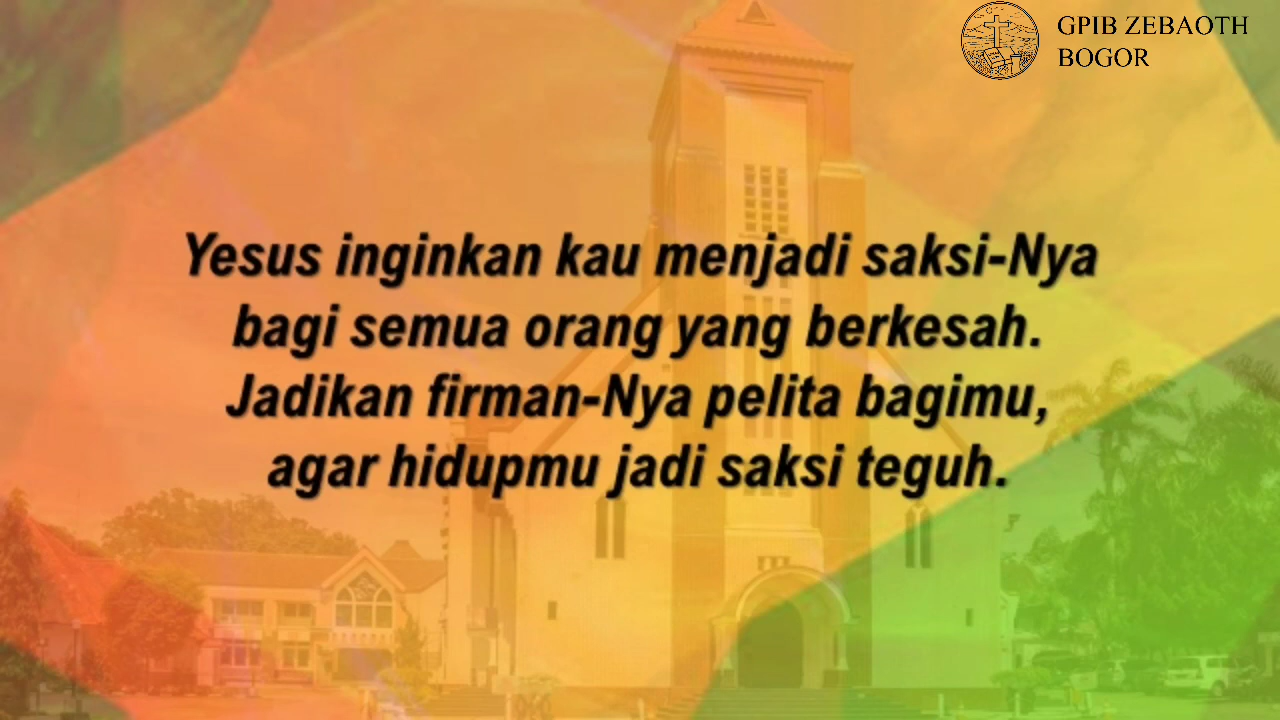 GPIB ZEBAOTH
BOGOR
Yesus inginkan kau menjadi saksi-Nya
bagi semua orang yang berkesah.
Jadikan firman-Nya pelita bagimu,
agar hidupmu jadi saksi teguh.